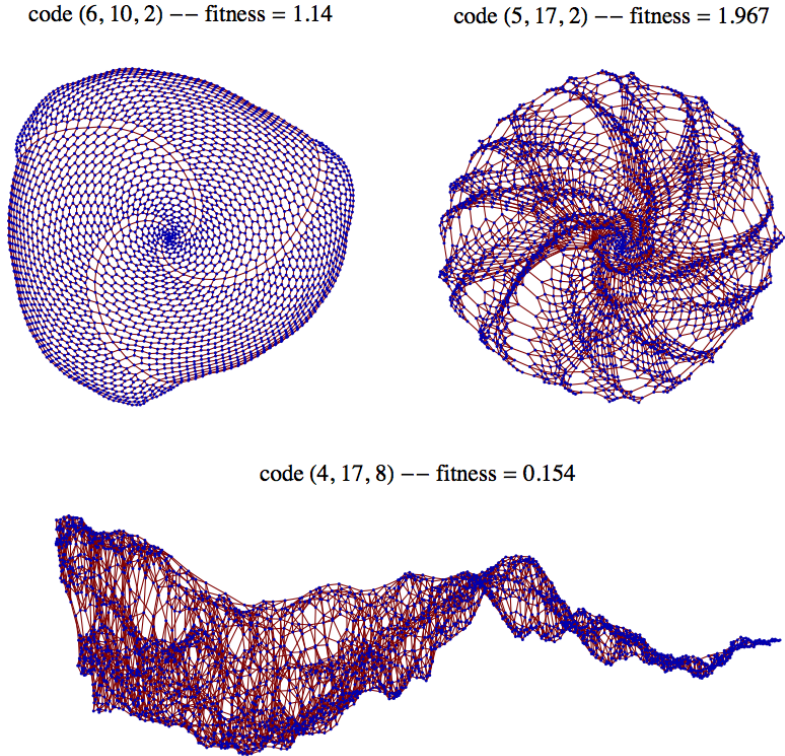 code (6, 10, 2) –– fitness = 1.14
code (5, 17, 2) –– fitness = 1.967
code (4, 17, 8) –– fitness = 0.154